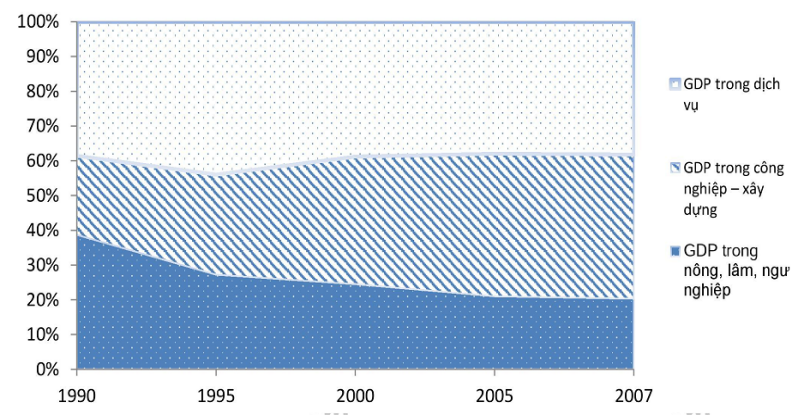 100%
90%
80%
70%
60%
50%
40%
30%
20%
10%
0%
1990 1995 2000 2005 2007
GDP trong dịch
vụ
GDP trong công
nghiệp – xây
dựng
GDP trong
nông, lâm, ngư
nghiệp